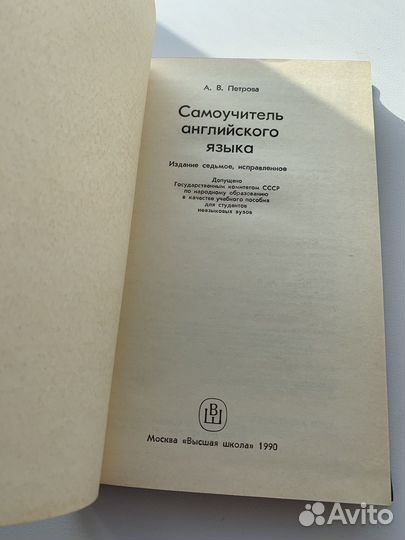 А. В. Петрова
Самоучитель
английского
языка
Издание седьмое, исправленное
Допущено
Государственным комитетом СССР
по народному образованию
в качестве учебного пособия
для студентов
неязыковых вузов
ВШ
Москва «Высшая школа» 1990
Avito